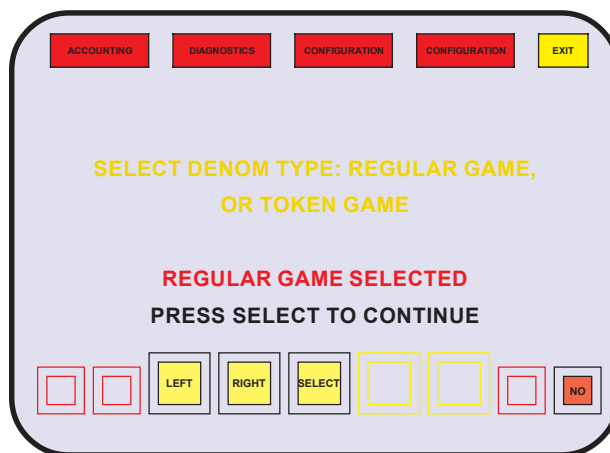 ACCOUNTING DIAGNOSTICS CONFIGURATION CONFIGURATION EXIT
SELECT DENOM TYPE: REGULAR GAME,
OR TOKEN GAME
REGULAR GAME SELECTED
PRESS SELECT TO CONTINUE
LEFT RIGHT SELECT NO